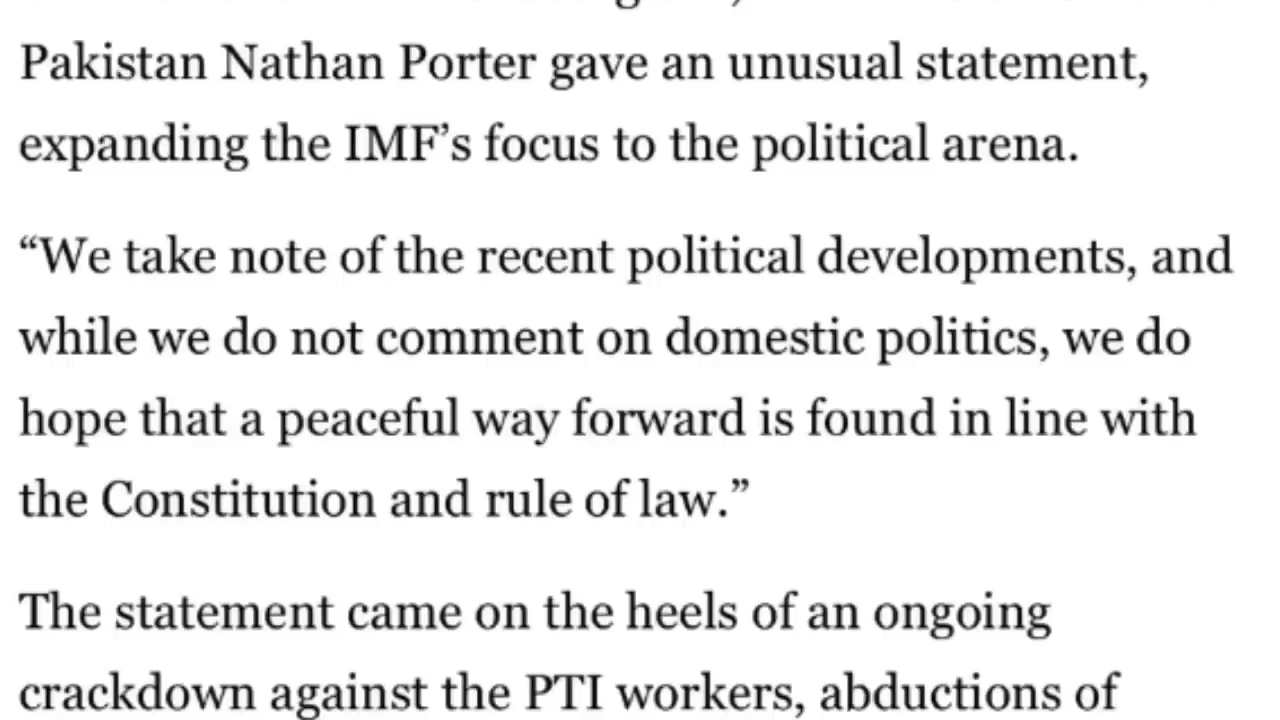 Pakistan Nathan Porter gave an unusual statement,
expanding the IMF’s focus to the political arena.
“We take note of the recent political developments, and
while we do not comment on domestic politics, we do
hope that a peaceful way forward is found in line with
the Constitution and rule of law.”
The statement came on the heels of an ongoing
crackdown against the PTI workers, abductions of